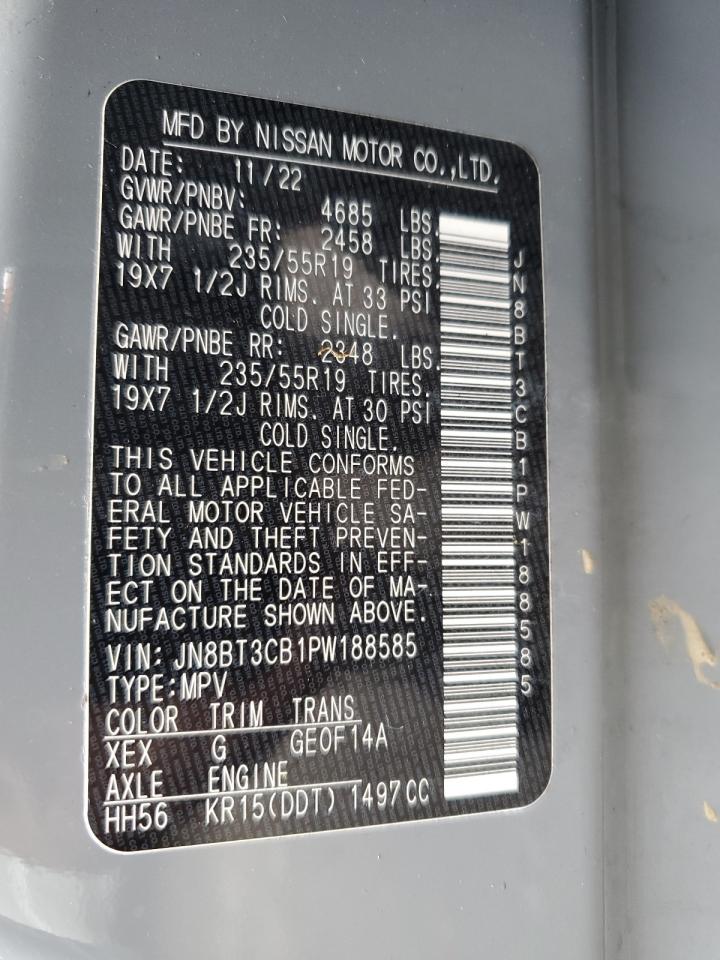 MFD BY NISSAN MOTOR CO.,LTD.
DATE: 11/22
GVWR/PNBV: 4685 LBS.
GAWR/PNBE FR: 2458 LBS.
WITH 235/55R19 TIRES.
19X7 1/2J RIMS. AT 33 PSI
COLD SINGLE.
GAWR/PNBE RR: 2348 LBS.
WITH 235/55R19 TIRES.
19X7 1/2J RIMS. AT 30 PSI
COLD SINGLE.
THIS VEHICLE CONFORMS
TO ALL APPLICABLE FED-
ERAL MOTOR VEHICLE SA-
FETY AND THEFT PREVEN-
TION STANDARDS IN EFF-
ECT ON THE DATE OF MA-
NUFACTURE SHOWN ABOVE.
VIN: JN8BT3CB1PW188585
TYPE:MPV
COLOR TRIM TRANS
XEX G GE0F14A
AXLE ENGINE
HH56 KR15(DDT) 1497CC
JN8BT3CB1PW188585